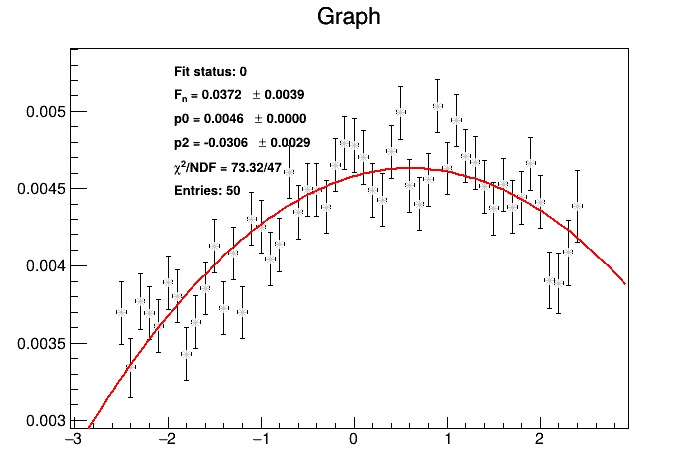 Graph
Fit status: 0
Fn = 0.0372 ± 0.0039
p0 = 0.0046 ± 0.0000
p2 = -0.0306 ± 0.0029
χ²/NDF = 73.32/47
Entries: 50
0.005
0.0045
0.004
0.0035
0.003
−3 −2 −1 0 1 2